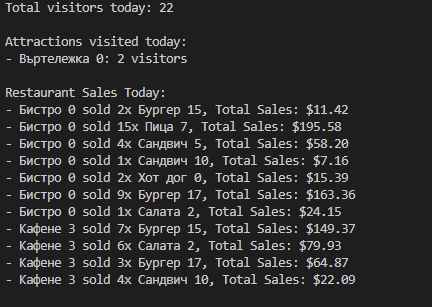 Total visitors today: 22
Attractions visited today:
- Въртележка 0: 2 visitors
Restaurant Sales Today:
- Бистро 0 sold 2x Бургер 15, Total Sales: $11.42
- Бистро 0 sold 15x Пица 7, Total Sales: $195.58
- Бистро 0 sold 4x Сандвич 5, Total Sales: $58.20
- Бистро 0 sold 1x Сандвич 10, Total Sales: $7.16
- Бистро 0 sold 2x Хот дог 0, Total Sales: $15.39
- Бистро 0 sold 9x Бургер 17, Total Sales: $163.36
- Бистро 0 sold 1x Салата 2, Total Sales: $24.15
- Кафене 3 sold 7x Бургер 15, Total Sales: $149.37
- Кафене 3 sold 6x Салата 2, Total Sales: $79.93
- Кафене 3 sold 3x Бургер 17, Total Sales: $64.87
- Кафене 3 sold 4x Сандвич 10, Total Sales: $22.09